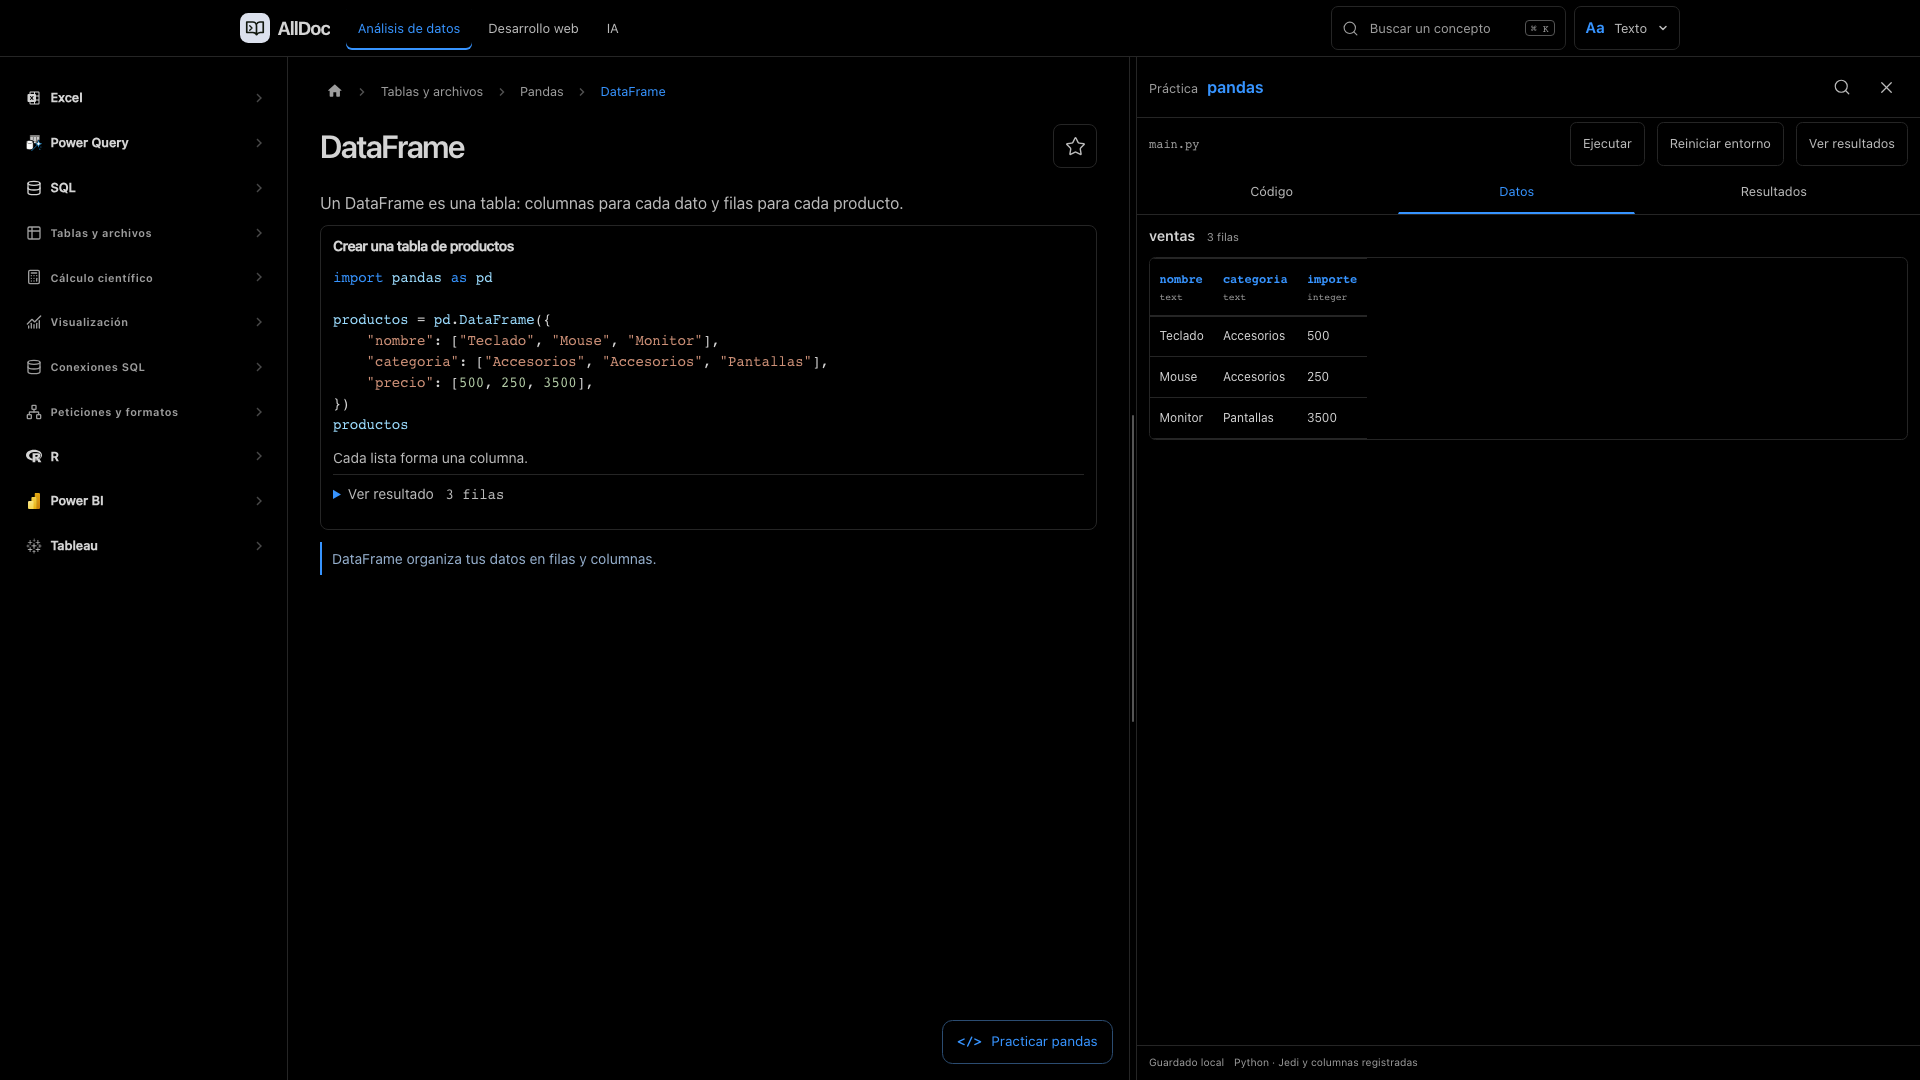 AllDoc
Análisis de datos
Desarrollo web
IA
Buscar un concepto
⌘ K
Aa Texto
Excel
Power Query
SQL
Tablas y archivos
Cálculo científico
Visualización
Conexiones SQL
Peticiones y formatos
R
Power BI
Tableau
Tablas y archivos > Pandas > DataFrame
DataFrame
Un DataFrame es una tabla: columnas para cada dato y filas para cada producto.
Crear una tabla de productos
import pandas as pd
productos = pd.DataFrame({
    "nombre": ["Teclado", "Mouse", "Monitor"],
    "categoria": ["Accesorios", "Accesorios", "Pantallas"],
    "precio": [500, 250, 3500],
})
productos
Cada lista forma una columna.
Ver resultado 3 filas
DataFrame organiza tus datos en filas y columnas.
</> Practicar pandas
Práctica pandas
main.py
Ejecutar
Reiniciar entorno
Ver resultados
Código
Datos
Resultados
ventas 3 filas
nombre categoria importe
text text integer
Teclado Accesorios 500
Mouse Accesorios 250
Monitor Pantallas 3500
Guardado local Python · Jedi y columnas registradas